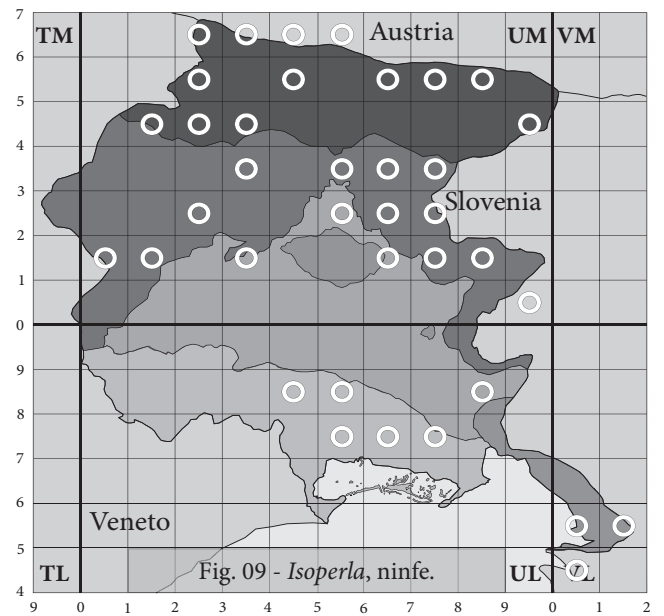 7
TM Austria UM VM
6
5
4
3
Slovenia
2
1
0
9
8
7
6
Veneto
5
TL Fig. 09 - Isoperla, ninfe. UL VL
4
9 0 1 2 3 4 5 6 7 8 9 0 1 2